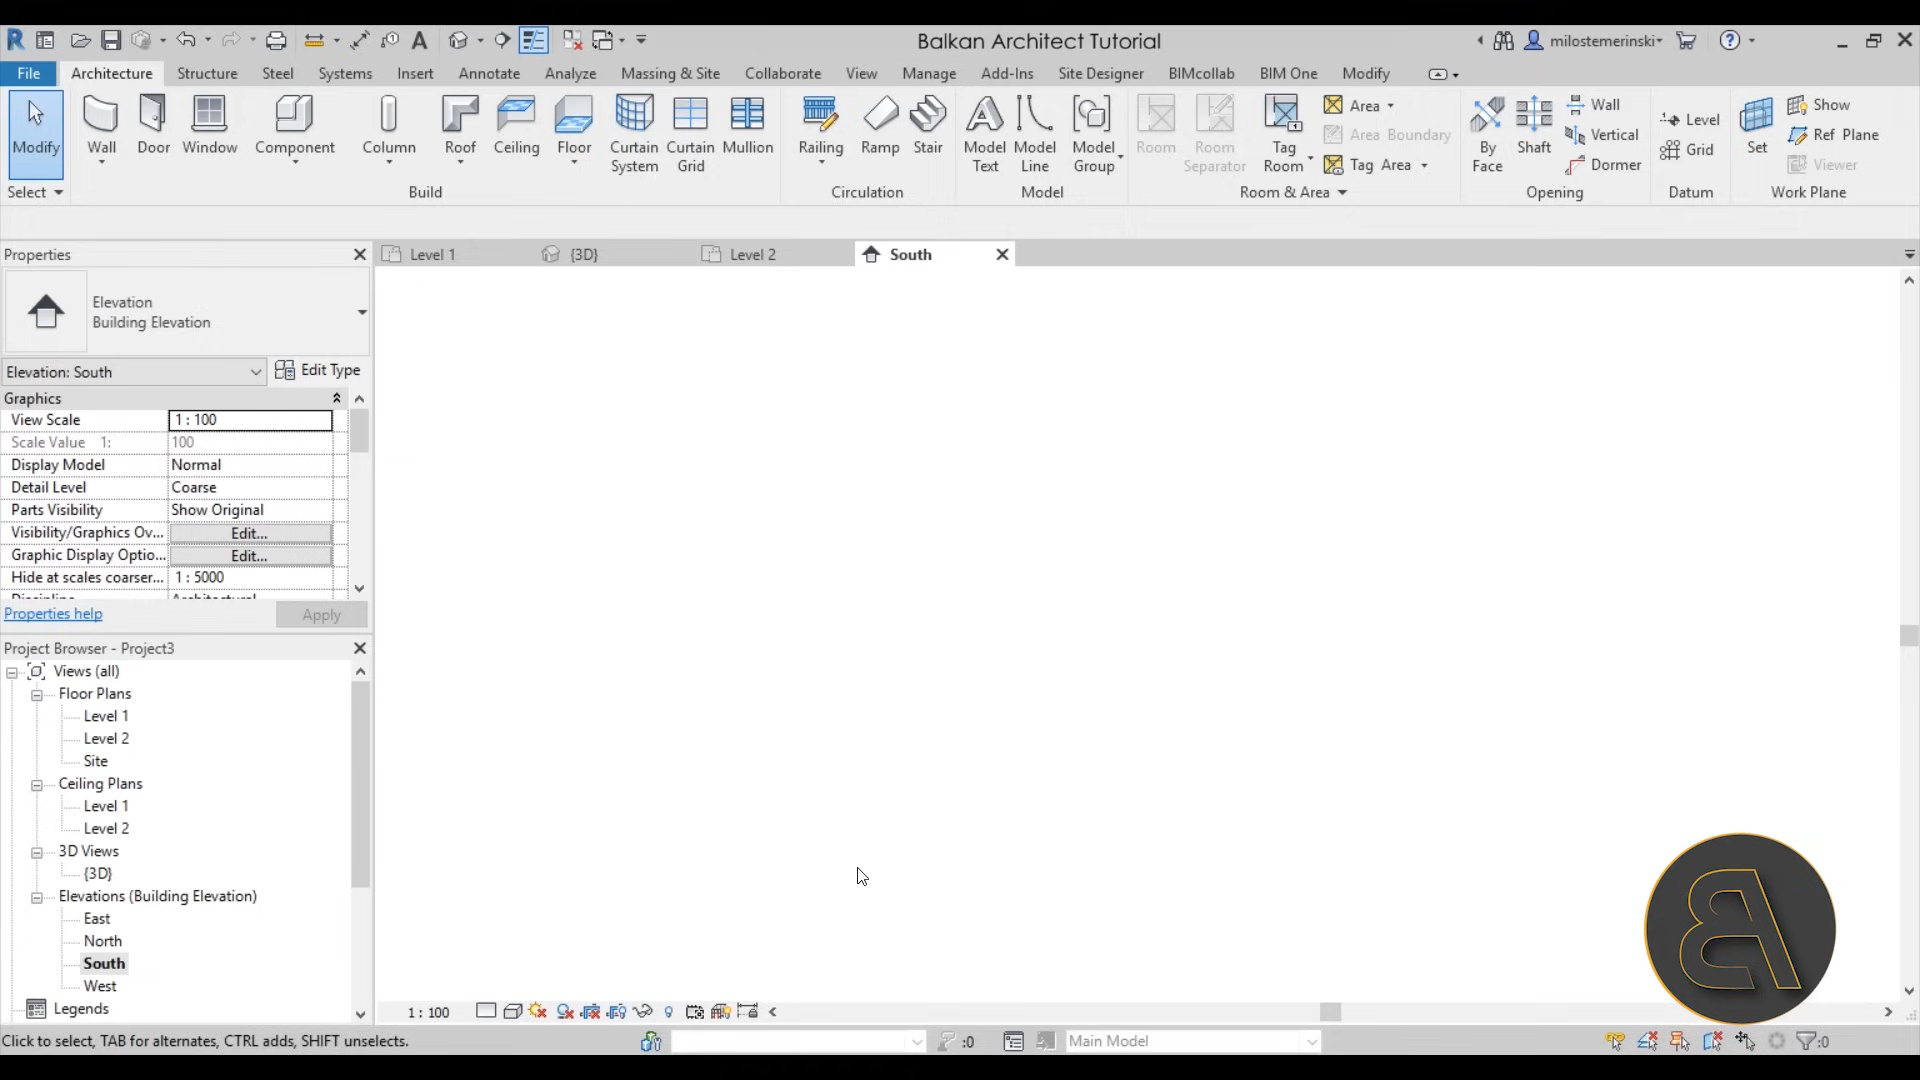 Balkan Architect Tutorial
milostemerinski
File Architecture Structure Steel Systems Insert Annotate Analyze Massing & Site Collaborate View Manage Add-Ins Site Designer BIMcollab BIM One Modify
Modify
Wall
Door
Window
Component
Column
Roof
Ceiling
Floor
Curtain
System
Curtain
Grid
Mullion
Railing
Ramp
Stair
Model
Text
Model
Line
Model
Group
Room
Room
Separator
Tag
Room
Area
Area Boundary
Tag Area
By
Face
Shaft
Wall
Vertical
Dormer
Level
Grid
Set
Show
Ref Plane
Viewer
Select
Build
Circulation
Model
Room & Area
Opening
Datum
Work Plane
Properties
Level 1
{3D}
Level 2
South
Elevation
Building Elevation
Elevation: South
Edit Type
Graphics
View Scale 1 : 100
Scale Value 1: 100
Display Model Normal
Detail Level Coarse
Parts Visibility Show Original
Visibility/Graphics Ov... Edit...
Graphic Display Optio... Edit...
Hide at scales coarser... 1 : 5000
Properties help
Apply
Project Browser - Project3
Views (all)
Floor Plans
Level 1
Level 2
Site
Ceiling Plans
Level 1
Level 2
3D Views
{3D}
Elevations (Building Elevation)
East
North
South
West
Legends
1 : 100
Click to select, TAB for alternates, CTRL adds, SHIFT unselects.
:0
Main Model
:0